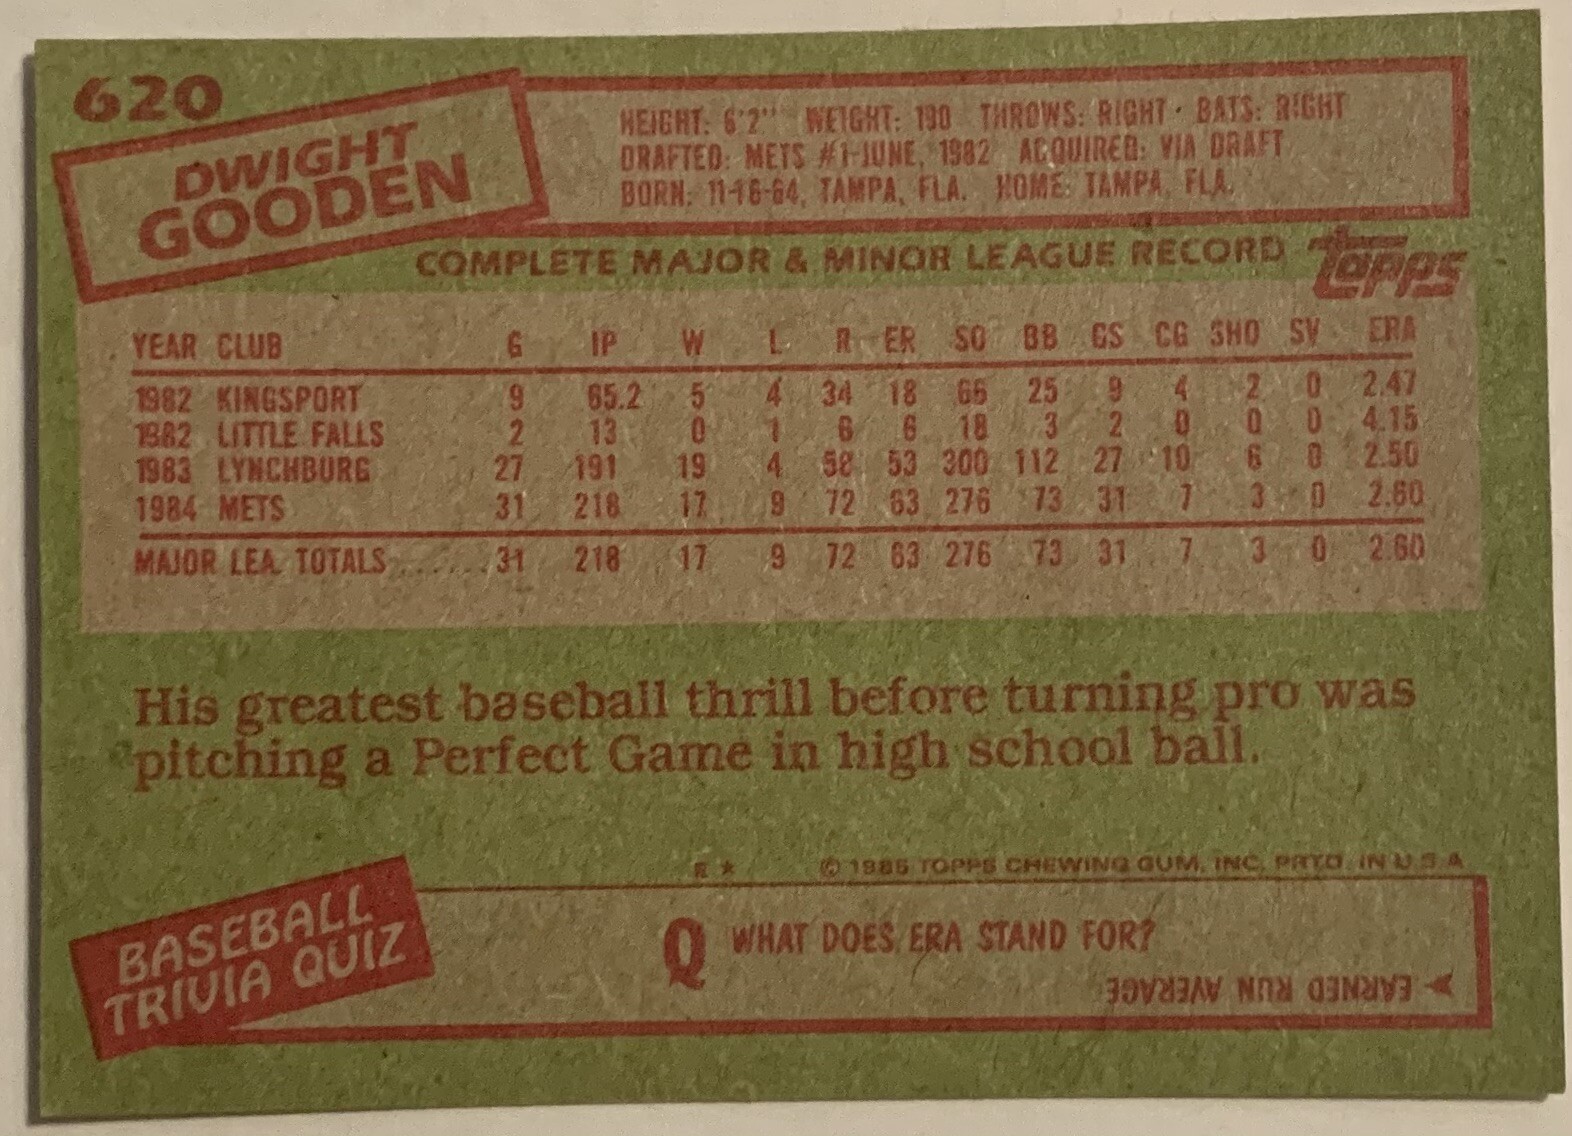 620
DWIGHT
GOODEN
HEIGHT: 6'2" WEIGHT: 190 THROWS: RIGHT · BATS: RIGHT
DRAFTED: METS #1-JUNE, 1982 ACQUIRED: VIA DRAFT
BORN: 11-16-64, TAMPA, FLA. HOME: TAMPA, FLA.
COMPLETE MAJOR & MINOR LEAGUE RECORD
Topps
YEAR CLUB G IP W L R ER SO BB GS CG SHO SV ERA
1982 KINGSPORT 9 65.2 5 4 34 18 66 25 9 4 2 0 2.47
1982 LITTLE FALLS 2 13 0 1 6 6 18 3 2 0 0 0 4.15
1983 LYNCHBURG 27 191 19 4 58 53 300 112 27 10 6 0 2.50
1984 METS 31 218 17 9 72 63 276 73 31 7 3 0 2.60
MAJOR LEA. TOTALS ....... 31 218 17 9 72 63 276 73 31 7 3 0 2.60
His greatest baseball thrill before turning pro was
pitching a Perfect Game in high school ball.
E * © 1985 TOPPS CHEWING GUM, INC. PRTD. IN U.S.A.
BASEBALL
TRIVIA QUIZ
Q WHAT DOES ERA STAND FOR?
EARNED RUN AVERAGE